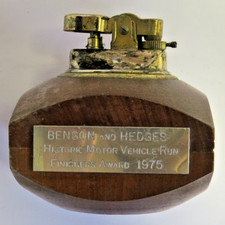 BENSON AND HEDGES
HISTORIC MOTOR VEHICLE RUN
FINISHERS AWARD 1975